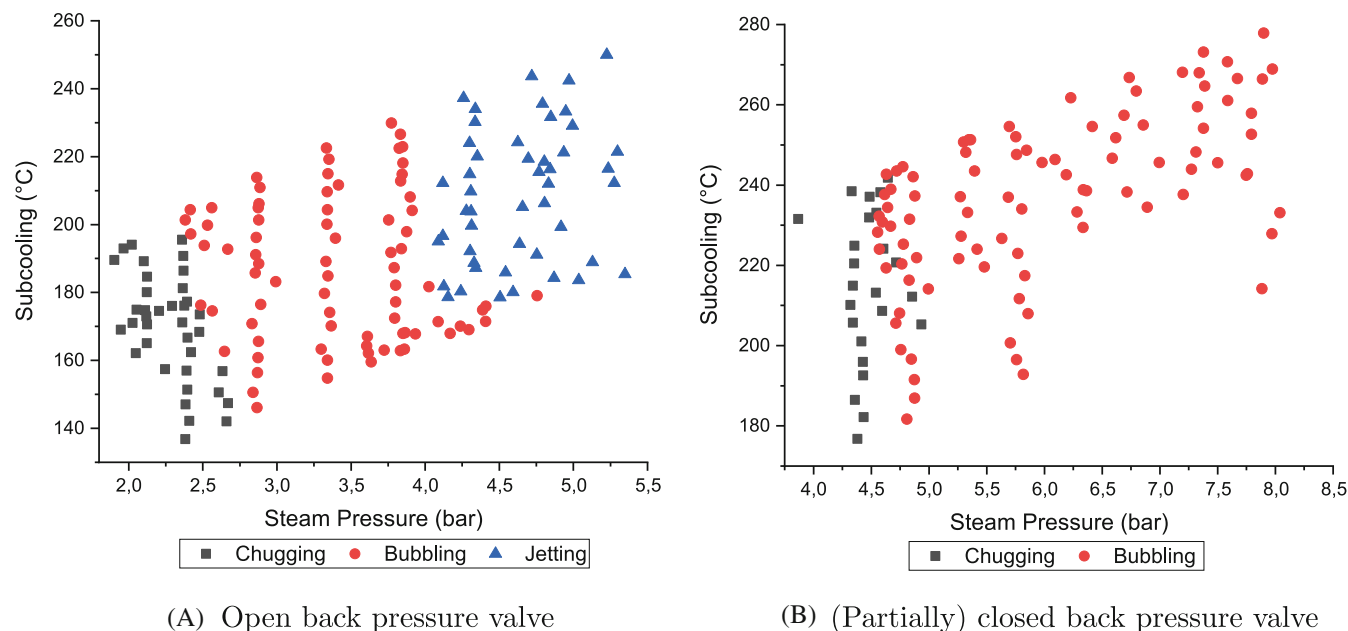 A)
B)
260
240
220
200
180
160
140
Subcooling (°C)
2,0 2,5 3,0 3,5 4,0 4,5 5,0 5,5
Steam Pressure (bar)
Chugging Bubbling Jetting
280
260
240
220
200
180
Subcooling (°C)
4,0 4,5 5,0 5,5 6,0 6,5 7,0 7,5 8,0 8,5
Steam Pressure (bar)
Chugging Bubbling
(A) Open back pressure valve
(B) (Partially) closed back pressure valve